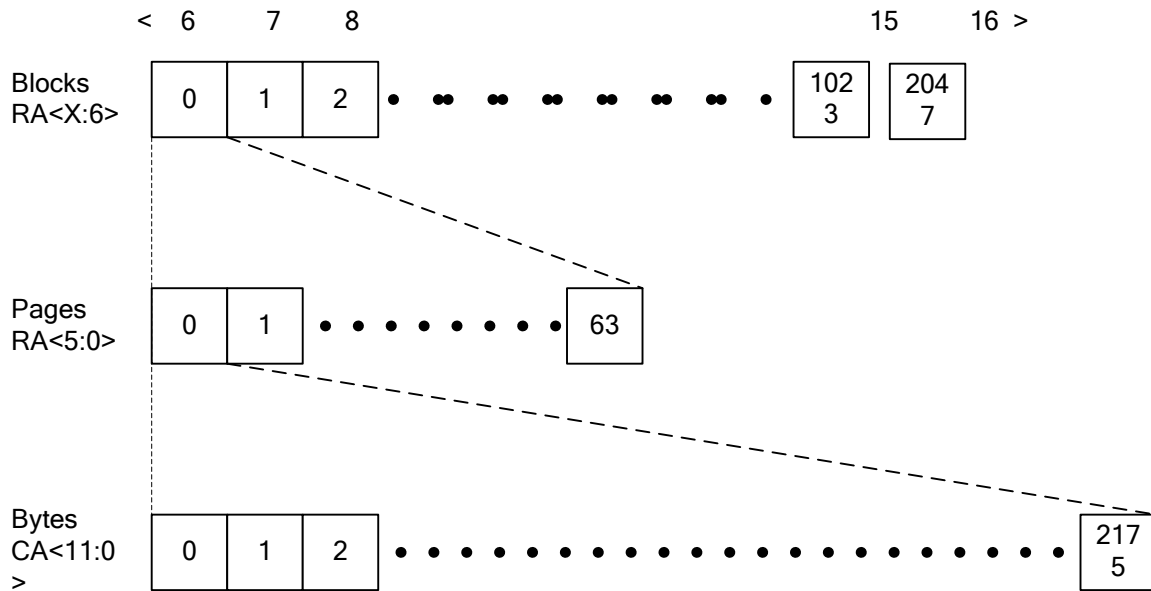 < 6 7 8 15 16 >
Blocks
RA<X:6>
0 1 2 102
3 204
7
Pages
RA<5:0>
0 1 63
Bytes
CA<11:0
>
0 1 2 217
5